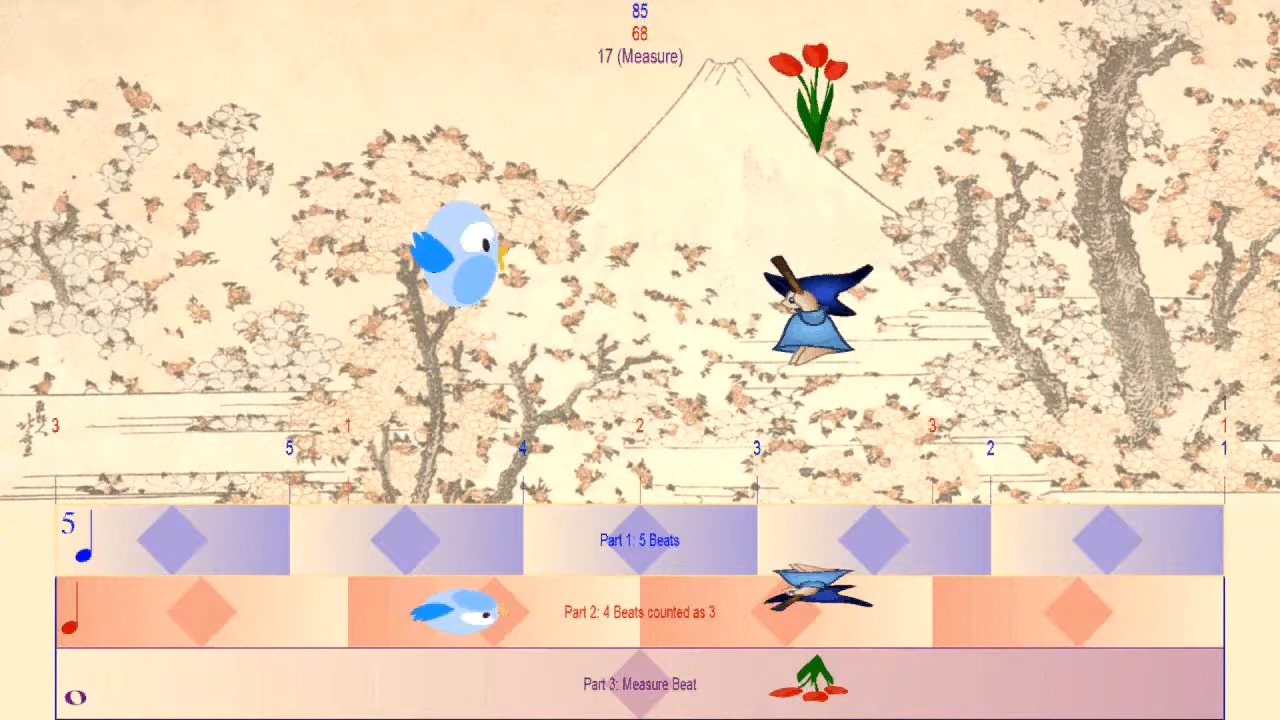 85
68
17 (Measure)
1
3 1 2 3 1
5 4 3 2 1
5
Part 1: 5 Beats
Part 2: 4 Beats counted as 3
Part 3: Measure Beat